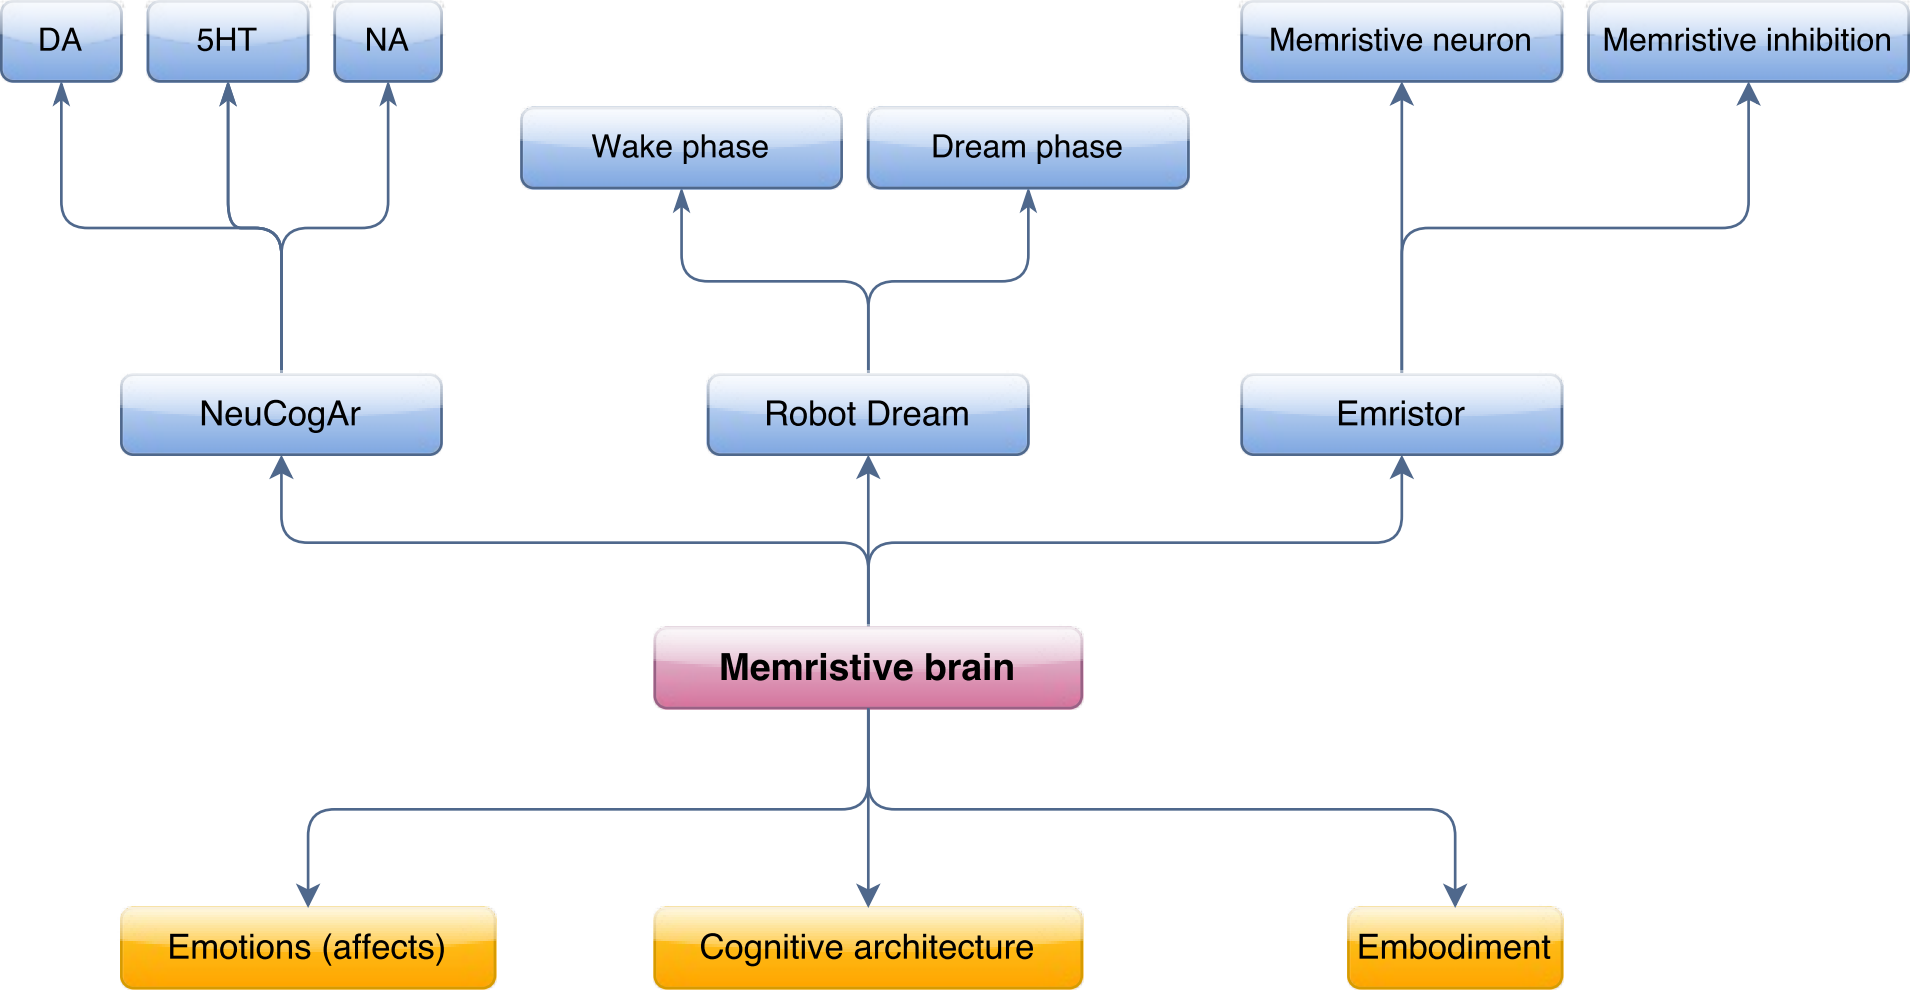 DA
5HT
NA
Memristive neuron
Memristive inhibition
Wake phase
Dream phase
NeuCogAr
Robot Dream
Emristor
Memristive brain
Emotions (affects)
Cognitive architecture
Embodiment